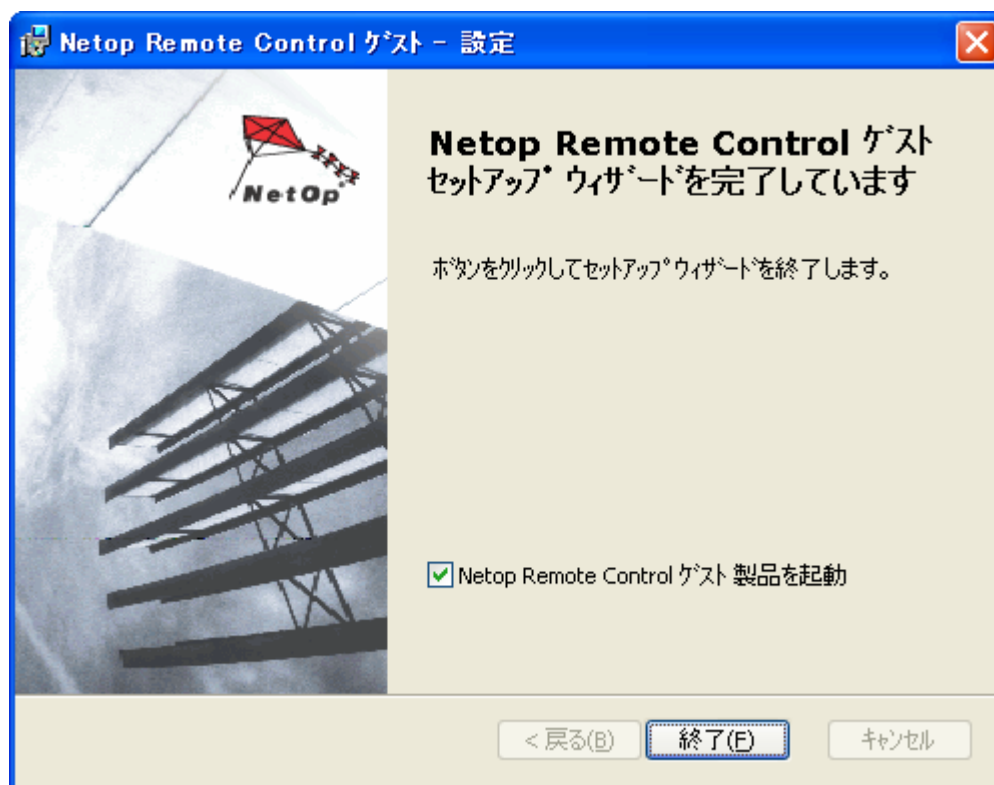 Netop Remote Control ゲスト - 設定
NetOp®
Netop Remote Control ゲスト
セットアップ ウィザードを完了しています
ボタンをクリックしてセットアップ ウィザードを終了します。
Netop Remote Control ゲスト 製品を起動
< 戻る(B)
終了(F)
キャンセル